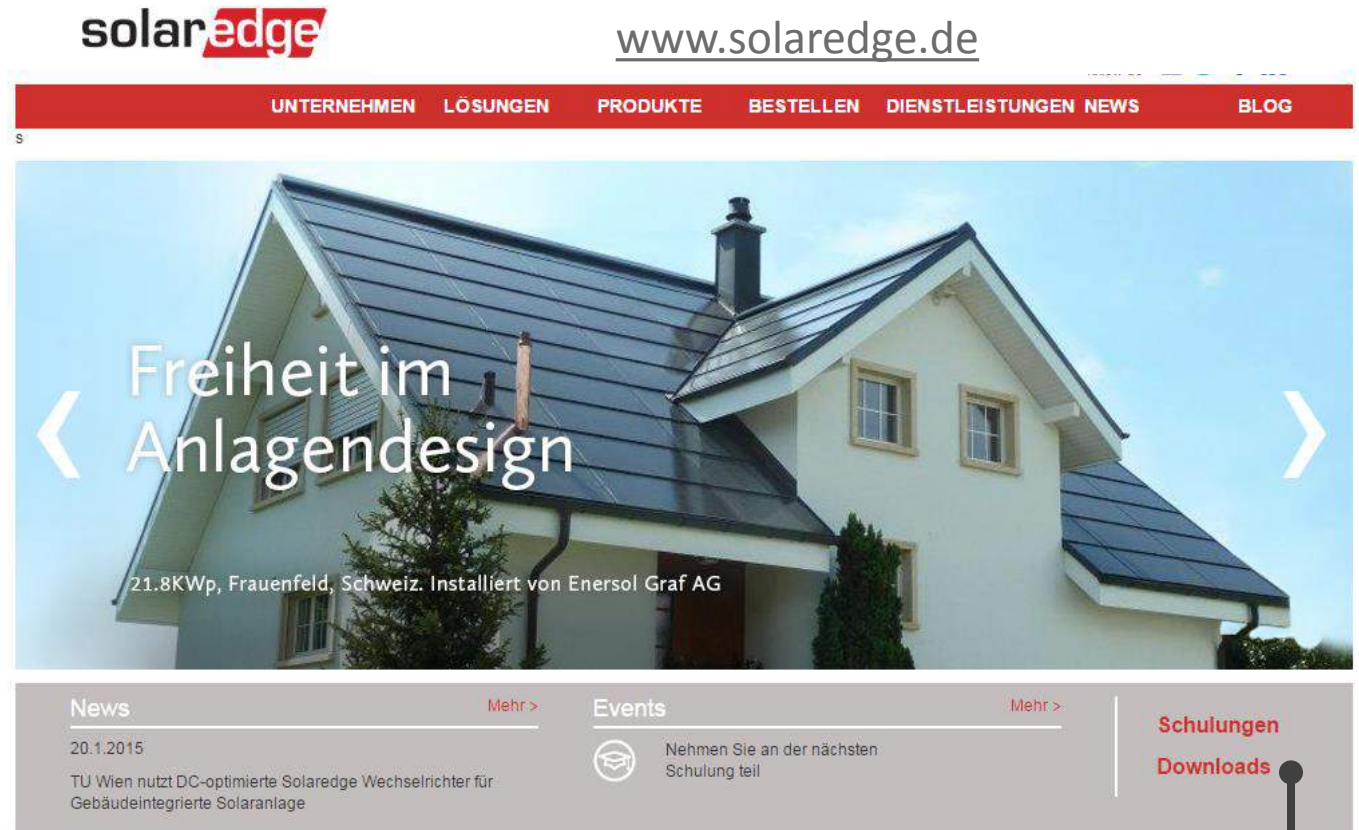 solaredge
www.solaredge.de
UNTERNEHMEN LÖSUNGEN PRODUKTE BESTELLEN DIENSTLEISTUNGEN NEWS BLOG
s
Freiheit im
Anlagendesign
21.8KWp, Frauenfeld, Schweiz. Installiert von Enersol Graf AG
News Mehr >
20.1.2015
TU Wien nutzt DC-optimierte Solaredge Wechselrichter für
Gebäudeintegrierte Solaranlage
Events Mehr >
Nehmen Sie an der nächsten
Schulung teil
Schulungen
Downloads